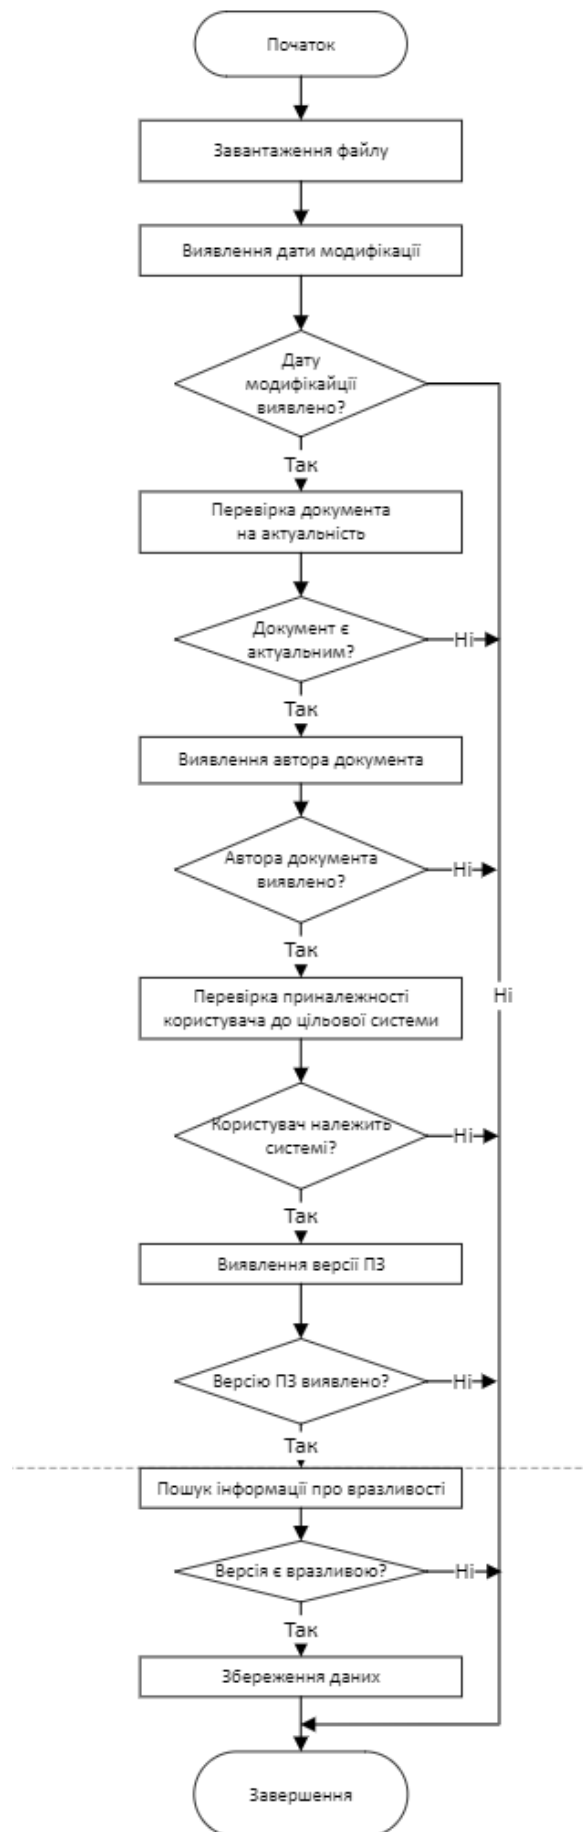 Початок
Завантаження файлу
Виявлення дати модифікації
Дату
модифікайції
виявлено?
Так
Перевірка документа
на актуальність
Документ є
актуальним?
Ні
Так
Виявлення автора документа
Автора документа
виявлено?
Ні
Так
Перевірка приналежності
користувача до цільової системи
Ні
Користувач належить
системі?
Ні
Так
Виявлення версії ПЗ
Версію ПЗ виявлено?
Ні
Так
Пошук інформації про вразливості
Версія є вразливою?
Ні
Так
Збереження даних
Завершення